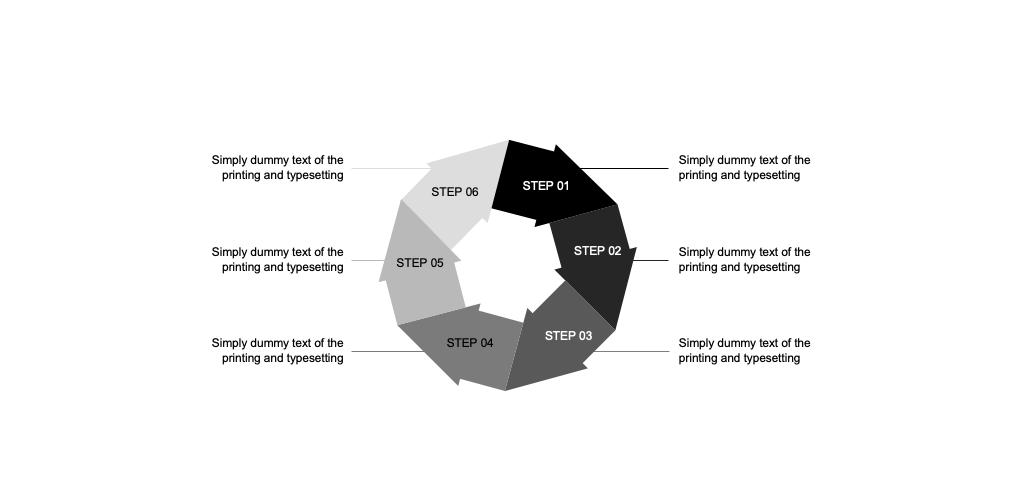 Simply dummy text of the
printing and typesetting
STEP 01
Simply dummy text of the
printing and typesetting
STEP 06
Simply dummy text of the
printing and typesetting
STEP 02
Simply dummy text of the
printing and typesetting
STEP 05
Simply dummy text of the
printing and typesetting
STEP 03
Simply dummy text of the
printing and typesetting
STEP 04